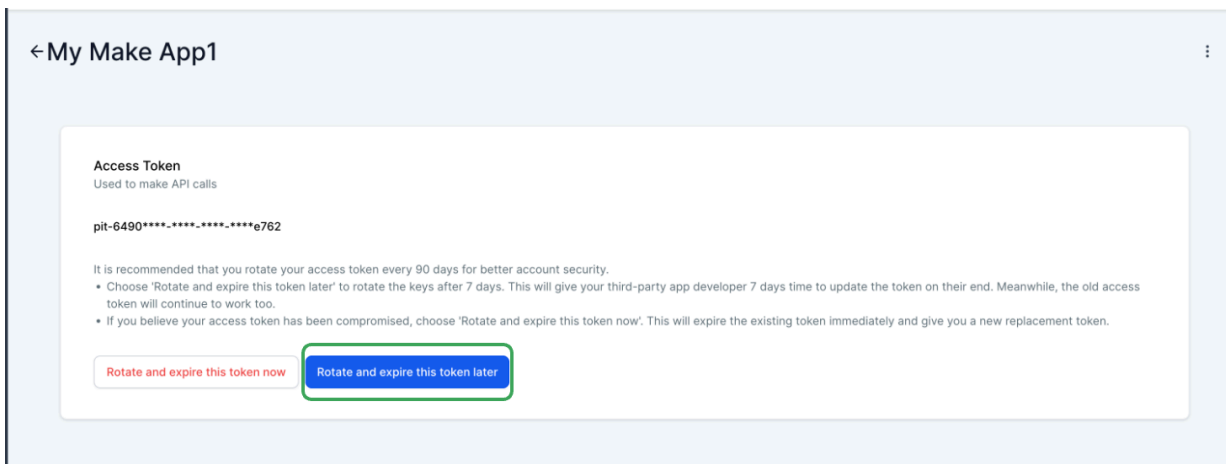 ←My Make App1
Access Token
Used to make API calls
pit-6490****-****-****-****e762
It is recommended that you rotate your access token every 90 days for better account security.
• Choose 'Rotate and expire this token later' to rotate the keys after 7 days. This will give your third-party app developer 7 days time to update the token on their end. Meanwhile, the old access
token will continue to work too.
• If you believe your access token has been compromised, choose 'Rotate and expire this token now'. This will expire the existing token immediately and give you a new replacement token.
Rotate and expire this token now Rotate and expire this token later